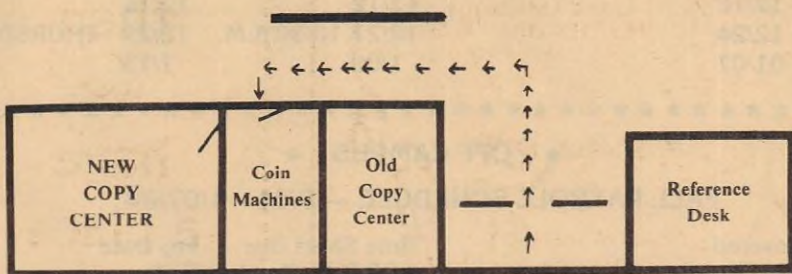 NEW
COPY
CENTER
Coin
Machines
Old
Copy
Center
Reference
Desk